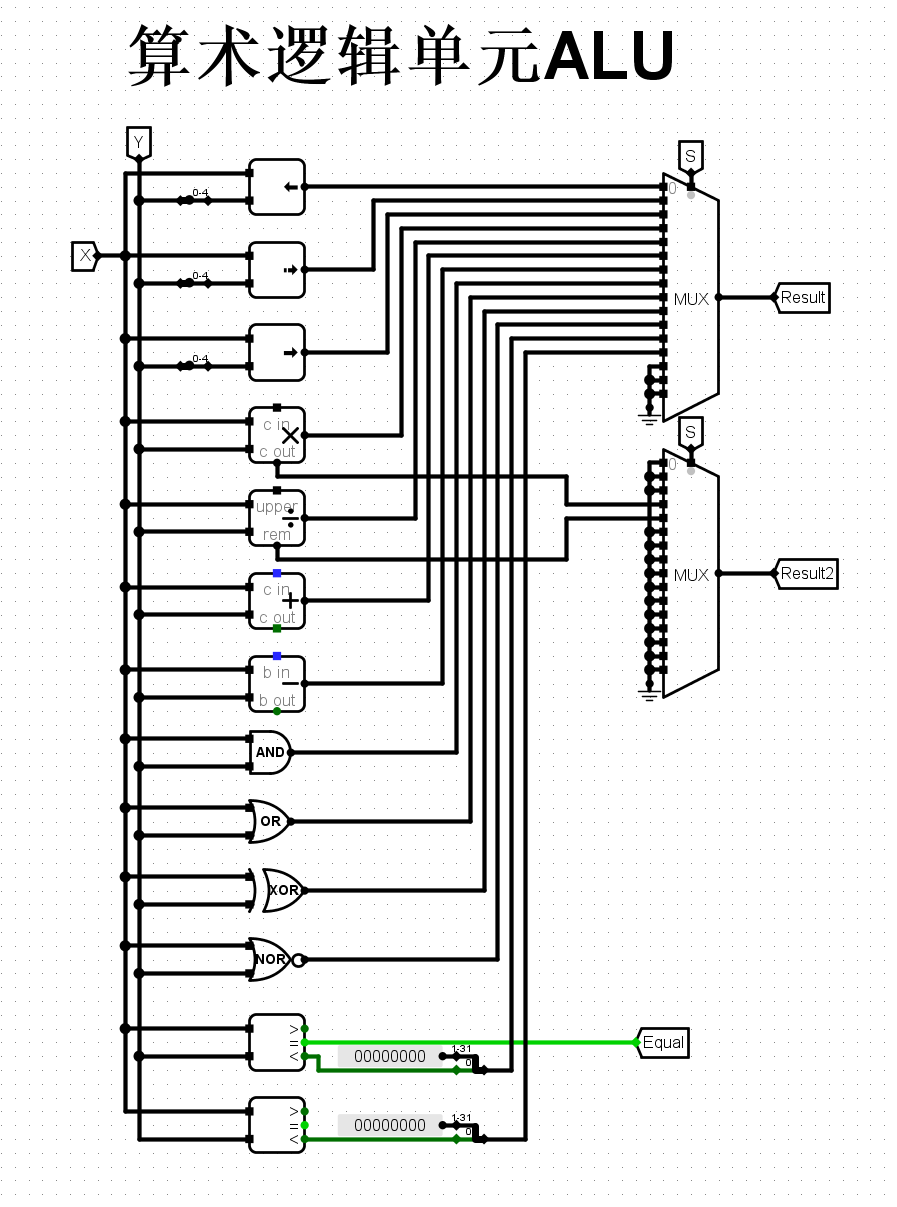 算术逻辑单元ALU
Y
S
0-4
0
X
0-4
MUX
Result
0-4
c in
c out
S
0
upper
rem
MUX
Result2
c in
c out
b in
b out
AND
OR
XOR
NOR
>
=
<
Equal
00000000
1-31
0
>
=
<
00000000
1-31
0